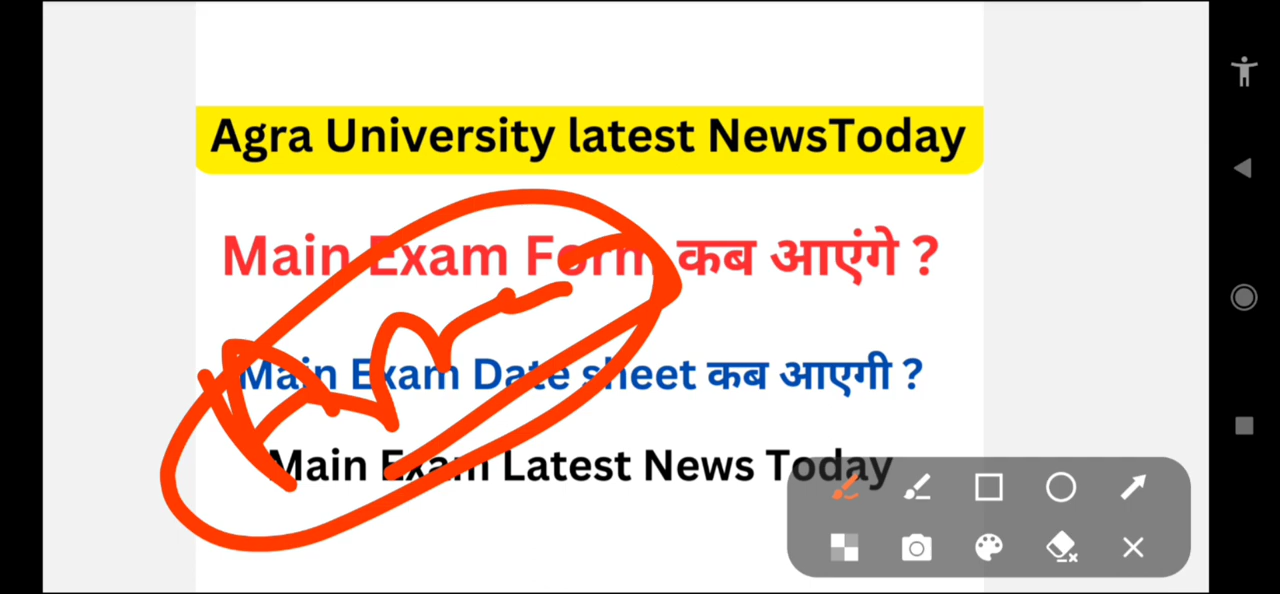 Agra University latest NewsToday
Main Exam Form कब आएंगे ?
Main Exam Date sheet कब आएगी ?
Main Exam Latest News Today